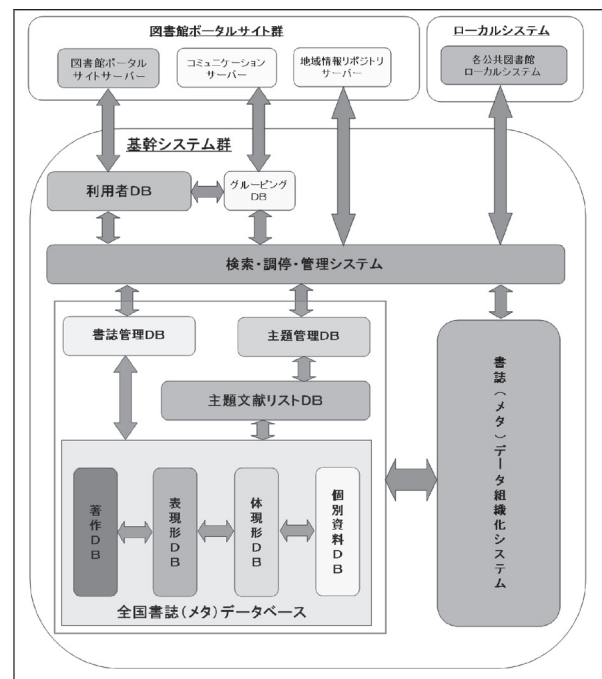 図書館ポータルサイト群
図書館ポータル
サイトサーバー
コミュニケーション
サーバー
地域情報リポジトリ
サーバー
ローカルシステム
各公共図書館
ローカルシステム
基幹システム群
利用者DB
グルーピング
DB
検索・調停・管理システム
書誌管理DB
主題管理DB
主題文献リストDB
著作DB
表現形DB
体現形DB
個別資料DB
全国書誌(メタ)データベース
書誌(メタ)データ組織化システム